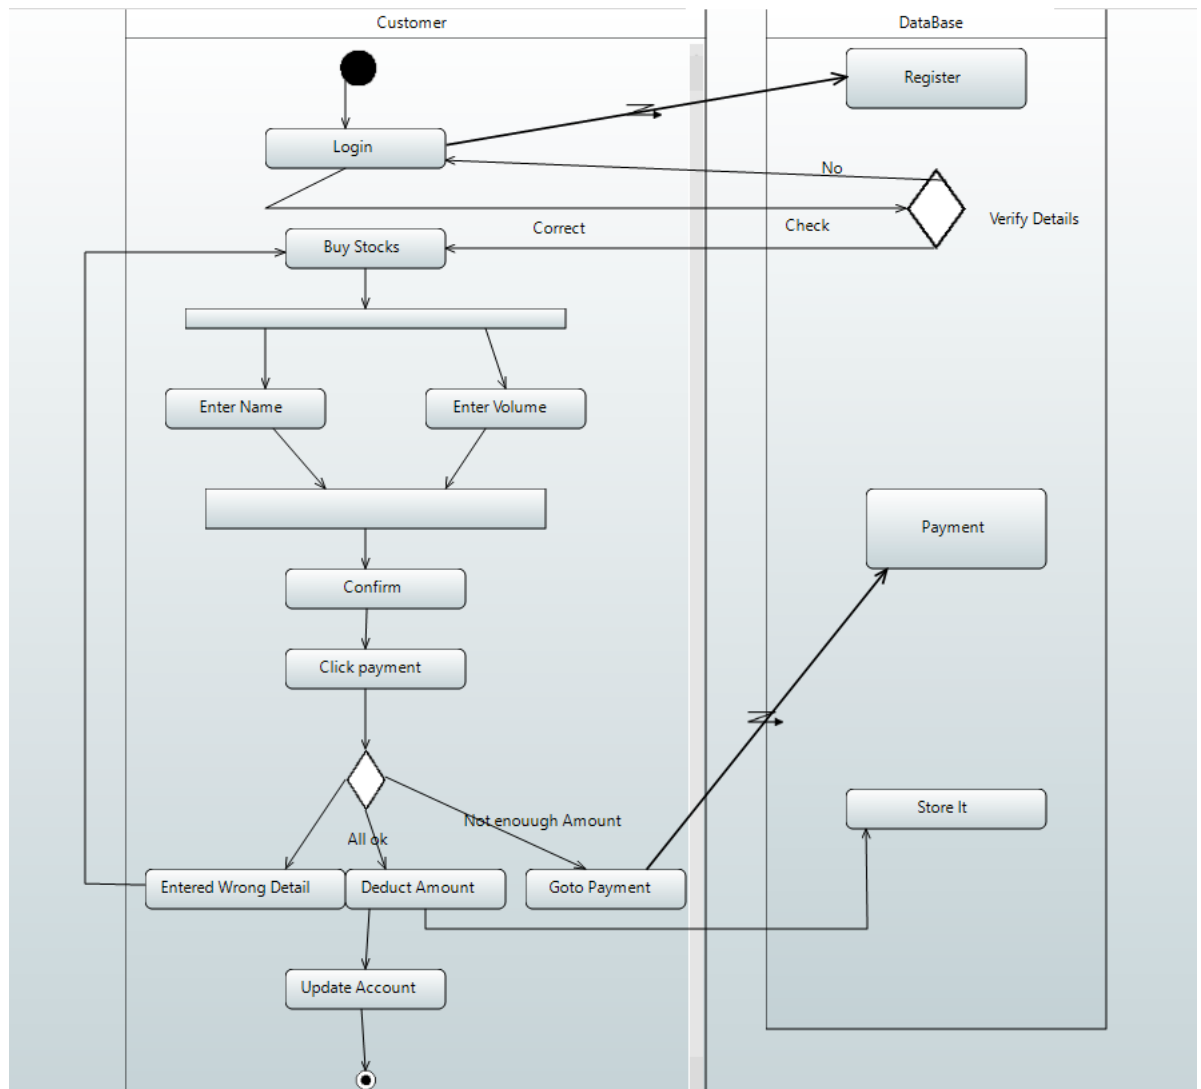 Customer
DataBase
Register
Login
No
Verify Details
Correct
Check
Buy Stocks
Enter Name
Enter Volume
Payment
Confirm
Click payment
Store It
Not enouugh Amount
All ok
Entered Wrong Detail
Deduct Amount
Goto Payment
Update Account